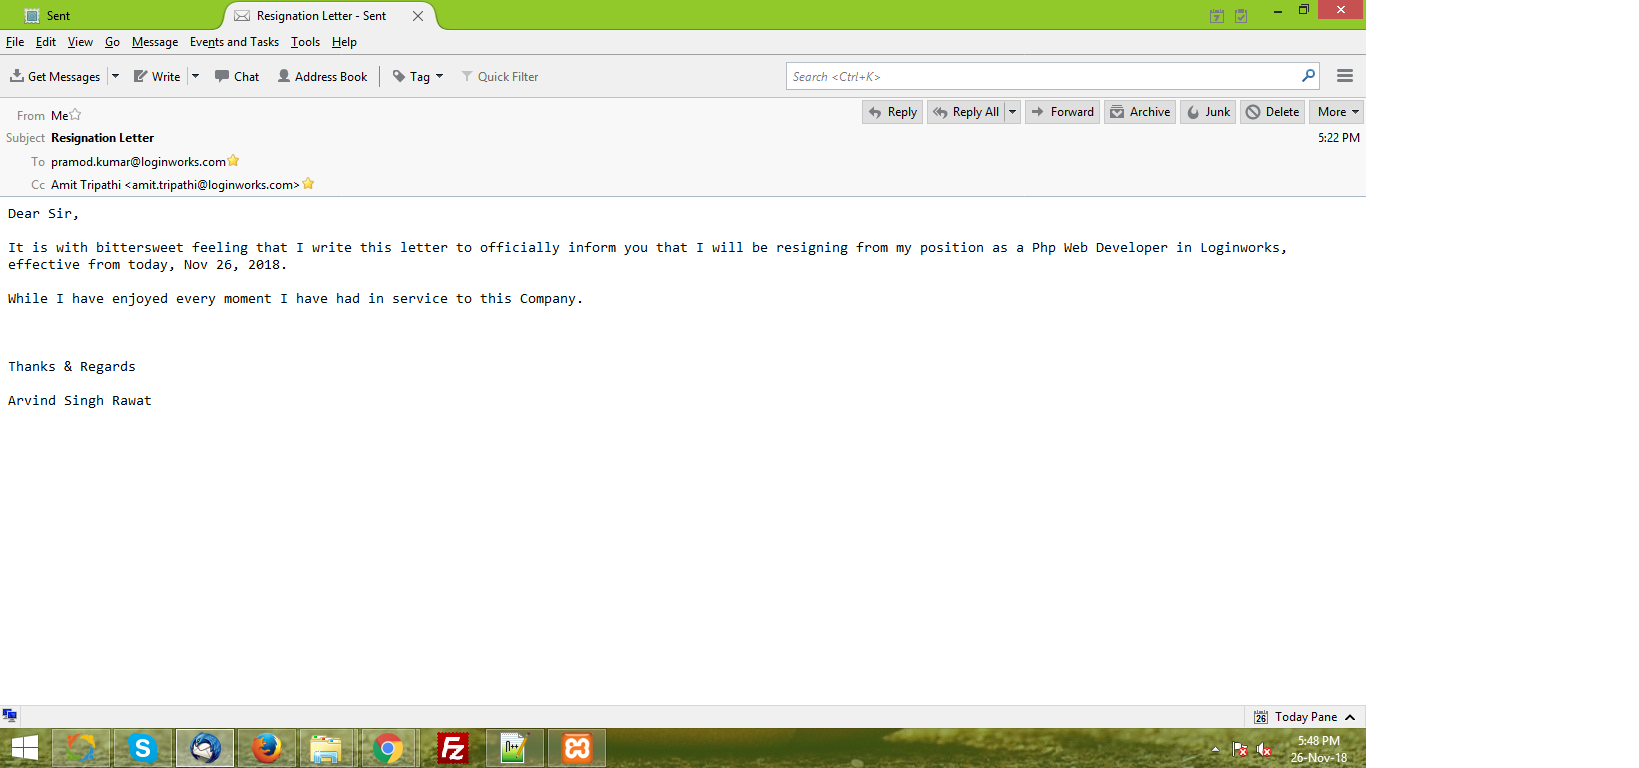 Sent
Resignation Letter - Sent
File Edit View Go Message Events and Tasks Tools Help
Get Messages Write Chat Address Book Tag Quick Filter Search <Ctrl+K>
From Me Reply Reply All Forward Archive Junk Delete More
Subject Resignation Letter 5:22 PM
To pramod.kumar@loginworks.com
Cc Amit Tripathi <amit.tripathi@loginworks.com>
Dear Sir,
It is with bittersweet feeling that I write this letter to officially inform you that I will be resigning from my position as a Php Web Developer in Loginworks,
effective from today, Nov 26, 2018.
While I have enjoyed every moment I have had in service to this Company.
Thanks & Regards
Arvind Singh Rawat
26 Today Pane
5:48 PM
26-Nov-18